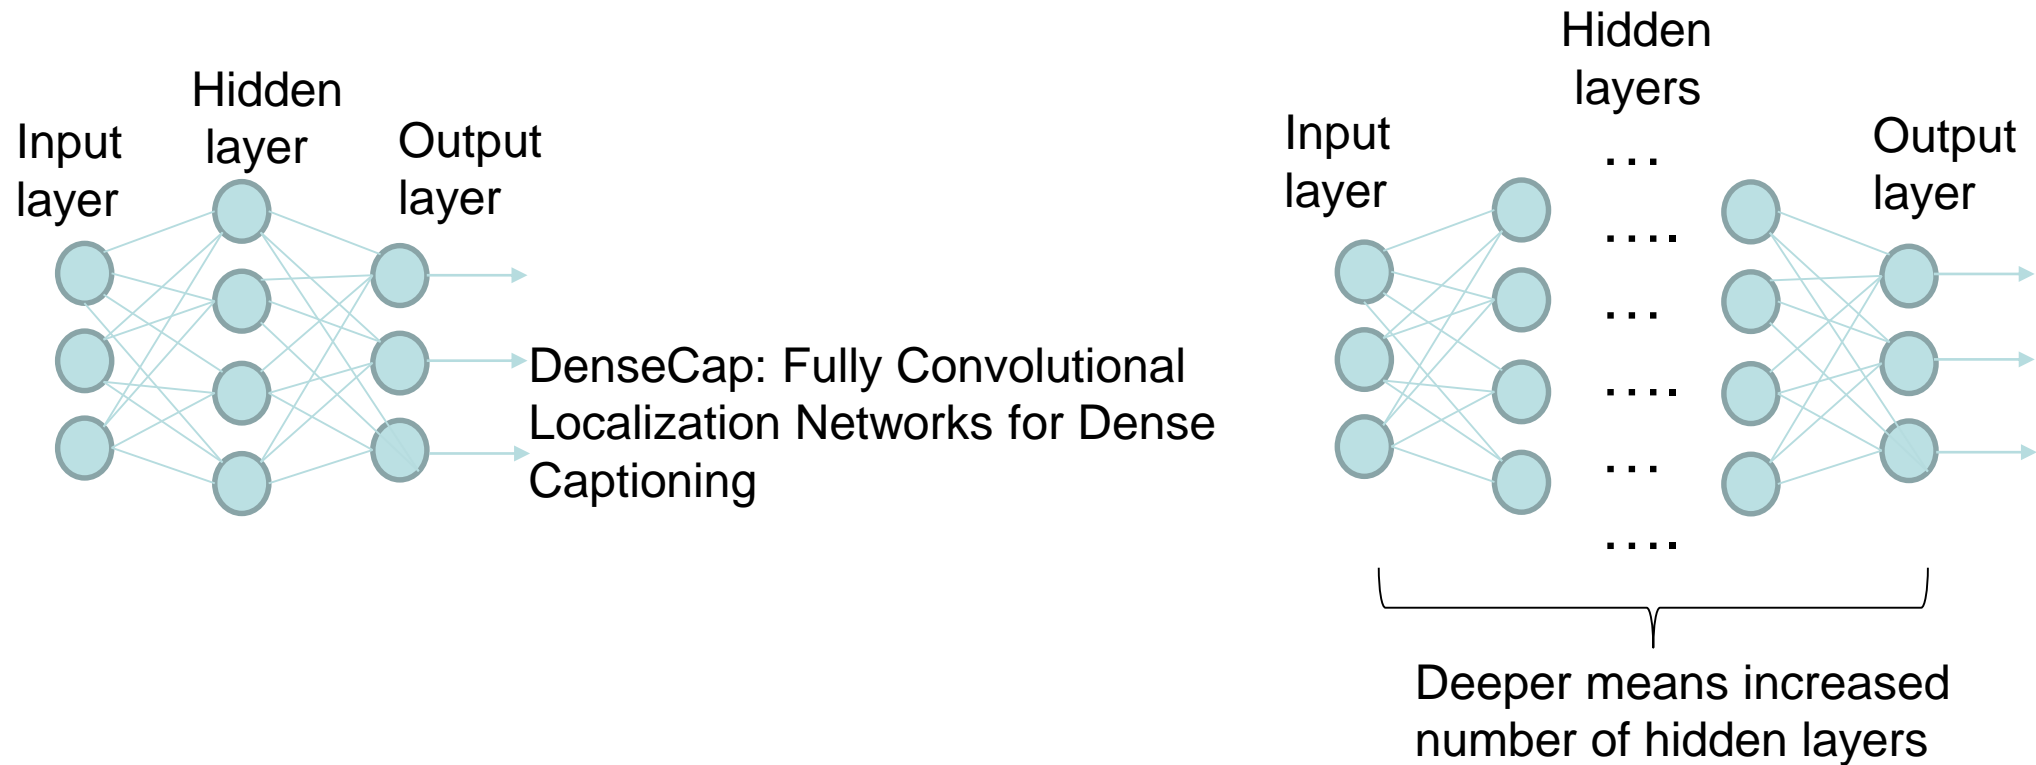 Hidden
layer
Input
layer
Output
layer
DenseCap: Fully Convolutional
Localization Networks for Dense
Captioning
Hidden
layers
Input
layer
Output
layer
...
....
...
....
...
....
Deeper means increased
number of hidden layers